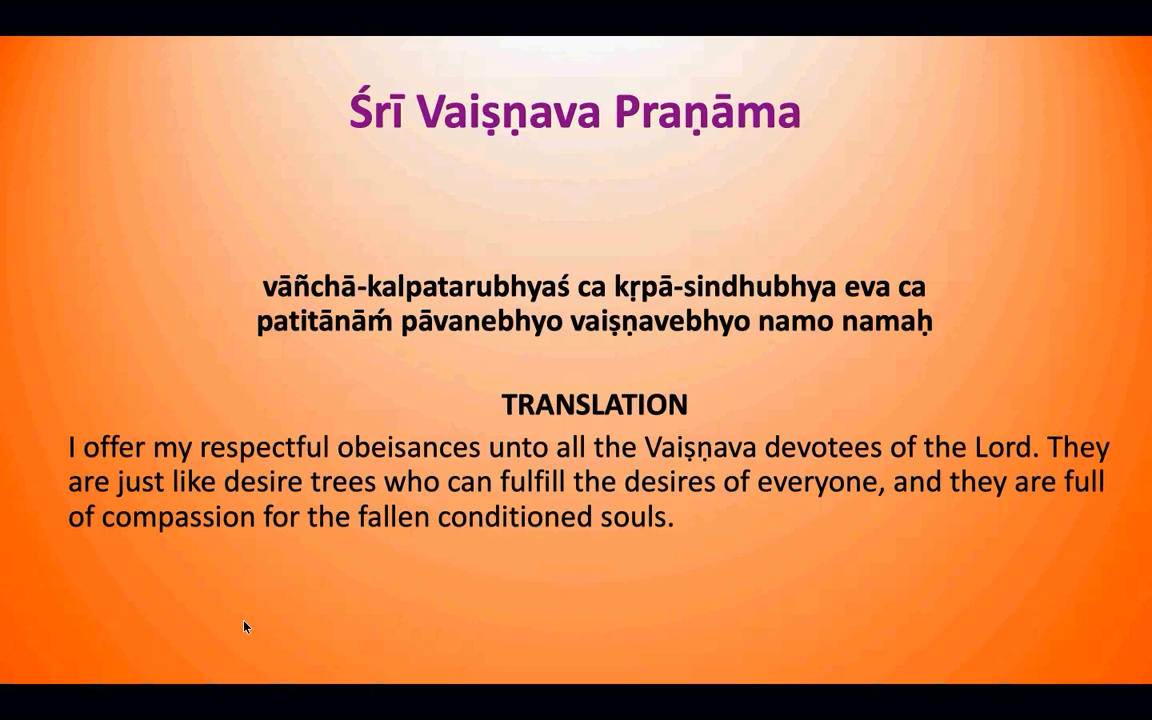 Śrī Vaiṣṇava Praṇāma
vāñchā-kalpatarubhyaś ca kṛpā-sindhubhya eva ca
patitānāḿ pāvanebhyo vaiṣṇavebhyo namo namaḥ
TRANSLATION
I offer my respectful obeisances unto all the Vaiṣṇava devotees of the Lord. They
are just like desire trees who can fulfill the desires of everyone, and they are full
of compassion for the fallen conditioned souls.